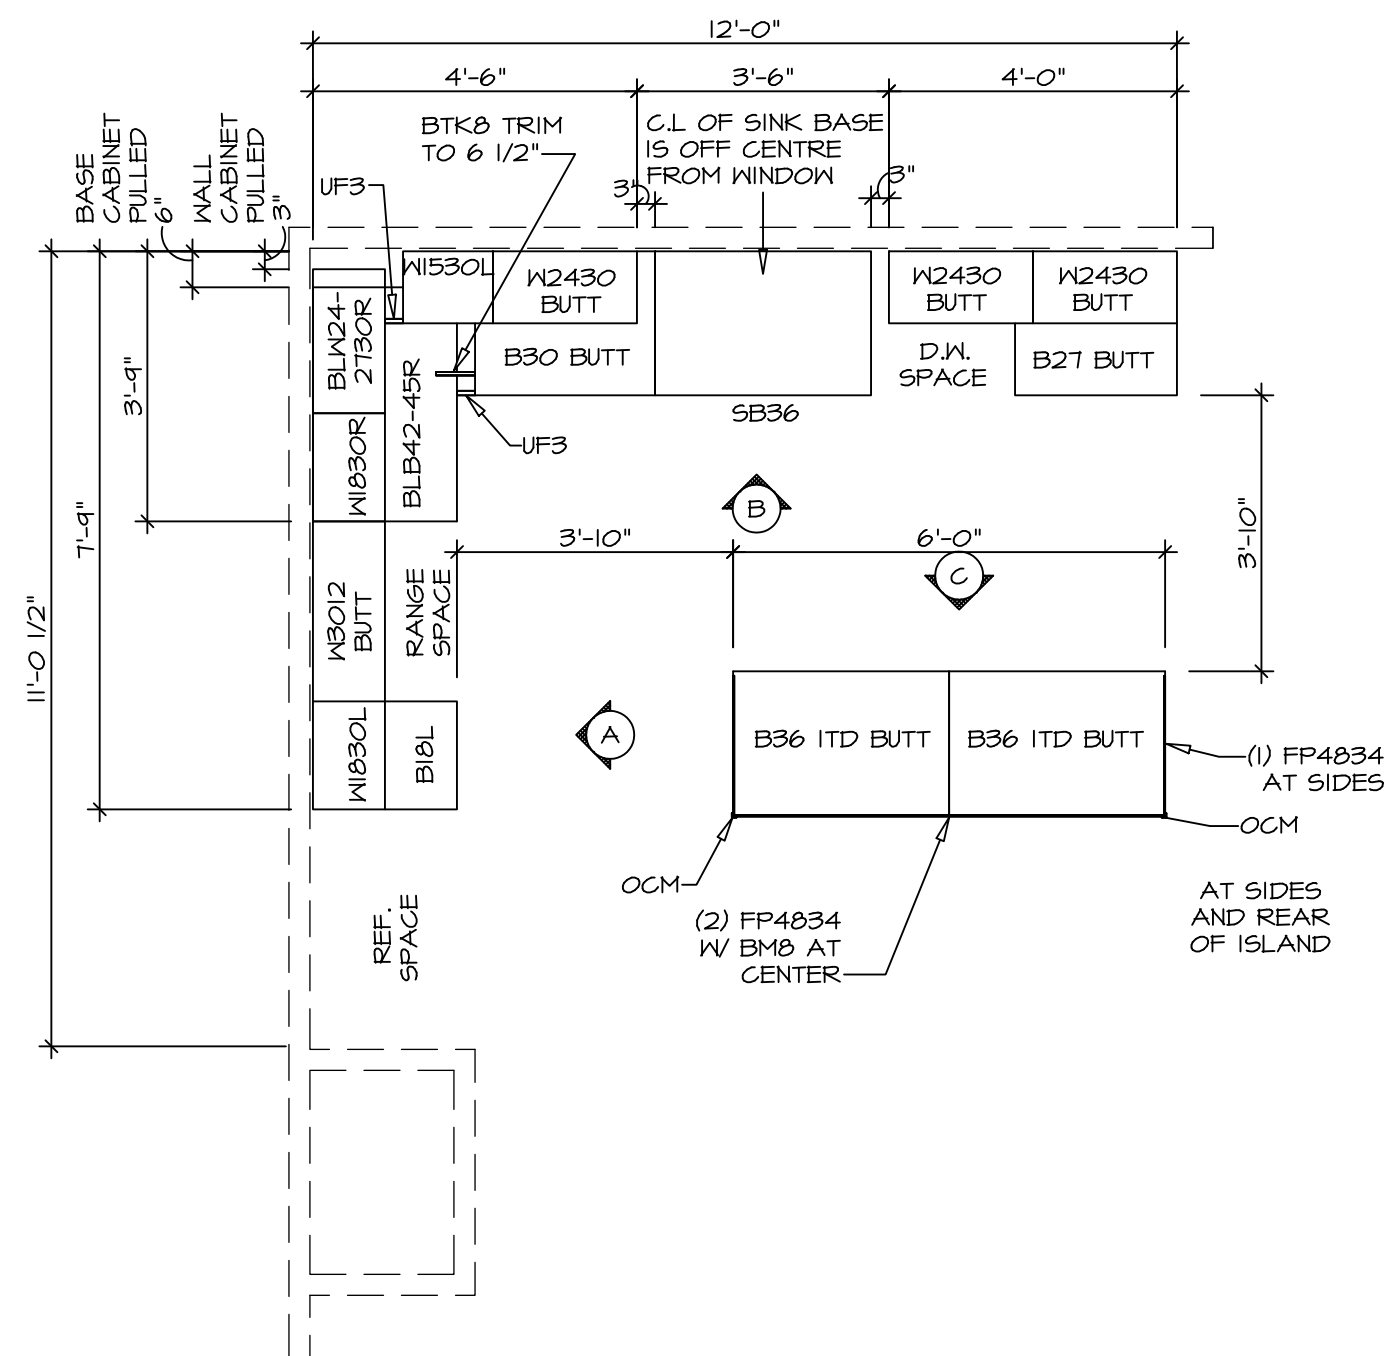 12'-0"
4'-6"
3'-6"
4'-0"
BTK8 TRIM
TO 6 1/2"
C.L OF SINK BASE
IS OFF CENTRE
FROM WINDOW
3"
3"
BASE
CABINET
PULLED
6"
WALL
CABINET
PULLED
3"
UF3
W1530L
W2430
BUTT
W2430
BUTT
W2430
BUTT
BLW24-
2730R
B30 BUTT
D.W.
SPACE
B27 BUTT
SB36
BLB42-45R
UF3
W1830R
3'-9"
7'-9"
11'-0 1/2"
B
3'-10"
6'-0"
3'-10"
C
W3012
BUTT
RANGE
SPACE
W1830L
B18L
A
B36 1TD BUTT
B36 1TD BUTT
(1) FP4834
AT SIDES
OCM
OCM
(2) FP4834
W/ BM8 AT
CENTER
AT SIDES
AND REAR
OF ISLAND
REF.
SPACE